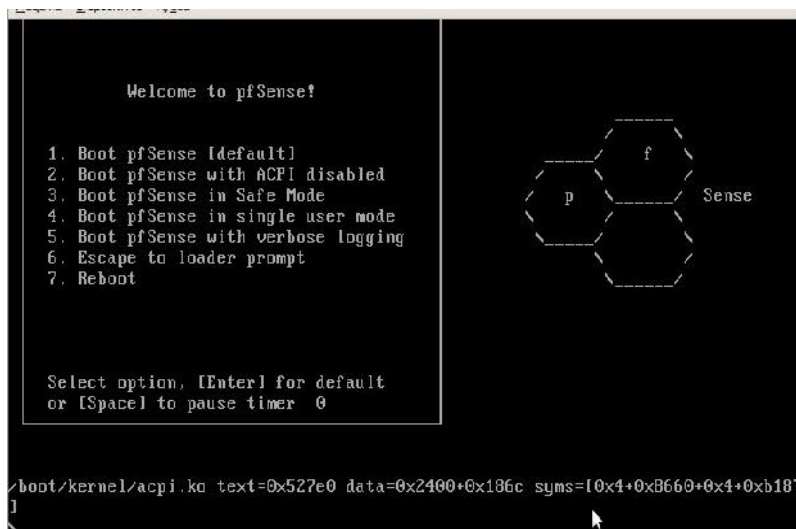 Welcome to pfSense!
1. Boot pfSense [default]
2. Boot pfSense with ACPI disabled
3. Boot pfSense in Safe Mode
4. Boot pfSense in single user mode
5. Boot pfSense with verbose logging
6. Escape to loader prompt
7. Reboot
f
p
Sense
Select option, [Enter] for default
or [Space] to pause timer 0
/boot/kernel/acpi.ko text=0x527e0 data=0x2400+0x186c syms=[0x4+0x8660+0x4+0xb18
]